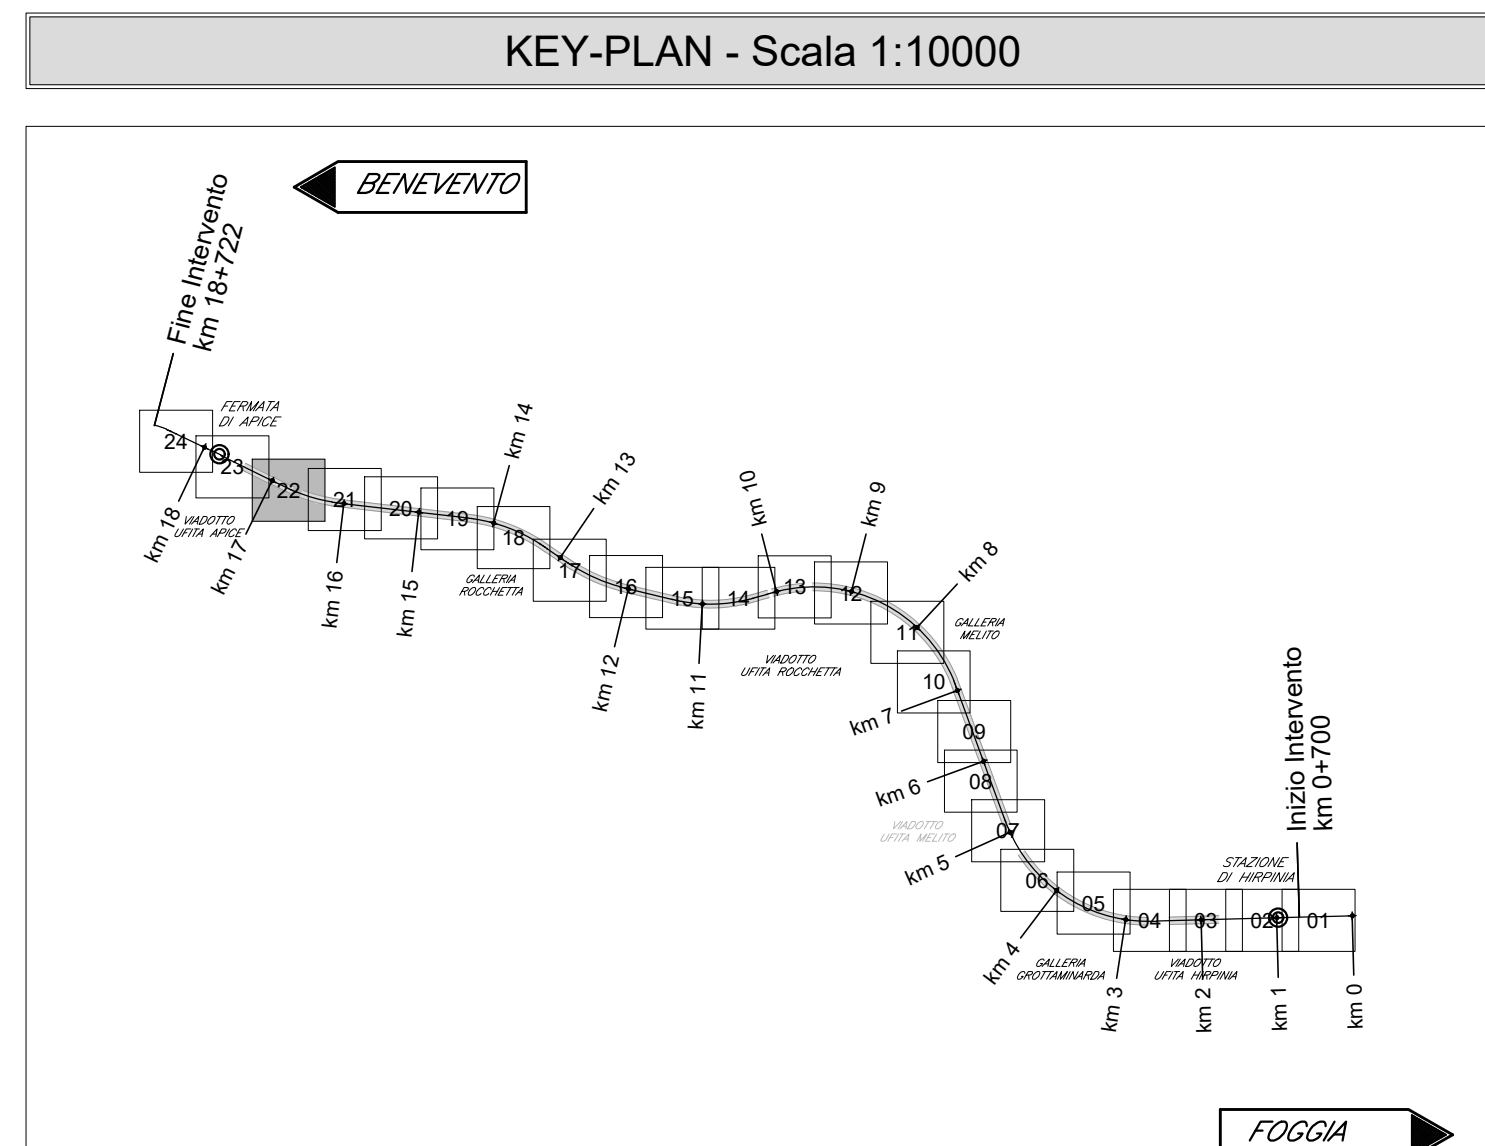 KEY-PLAN - Scala 1:10000
BENEVENTO
Fine Intervento
km 18+722
FERMATA
DI APICE
24
23
22
21
20
19
18
17
16
15
14
13
12
11
10
09
08
07
06
05
04
03
02
01
km 18
VIADOTTO
UFITA APICE
km 17
km 16
km 15
km 14
GALLERIA
ROCCHETTA
km 13
km 12
km 11
km 10
VIADOTTO
UFITA ROCCHETTA
km 9
km 8
GALLERIA
MELITO
km 7
km 6
VIADOTTO
UFITA MELITO
km 5
km 4
GALLERIA
GROTTAMINARDA
km 3
VIADOTTO
UFITA HIRPINIA
km 2
STAZIONE
DI HIRPINIA
km 1
Inizio Intervento
km 0+700
km 0
FOGGIA